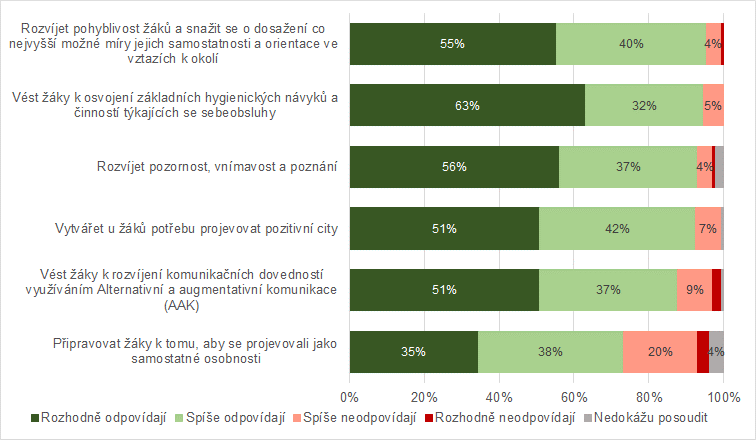 Rozvíjet pohyblivost žáků a snažit se o dosažení co
nejvyšší možné míry jejich samostatnosti a orientace ve
vztazích k okolí
55% 40% 4%
Vést žáky k osvojení základních hygienických návyků a
činností týkajících se sebeobsluhy
63% 32% 5%
Rozvíjet pozornost, vnímavost a poznání
56% 37% 4%
Vytvářet u žáků potřebu projevovat pozitivní city
51% 42% 7%
Vést žáky k rozvíjení komunikačních dovedností
využíváním Alternativní a augmentativní komunikace
(AAK)
51% 37% 9%
Připravovat žáky k tomu, aby se projevovali jako
samostatné osobnosti
35% 38% 20% 4%
0% 20% 40% 60% 80% 100%
Rozhodně odpovídají Spíše odpovídají Spíše neodpovídají Rozhodně neodpovídají Nedokážu posoudit